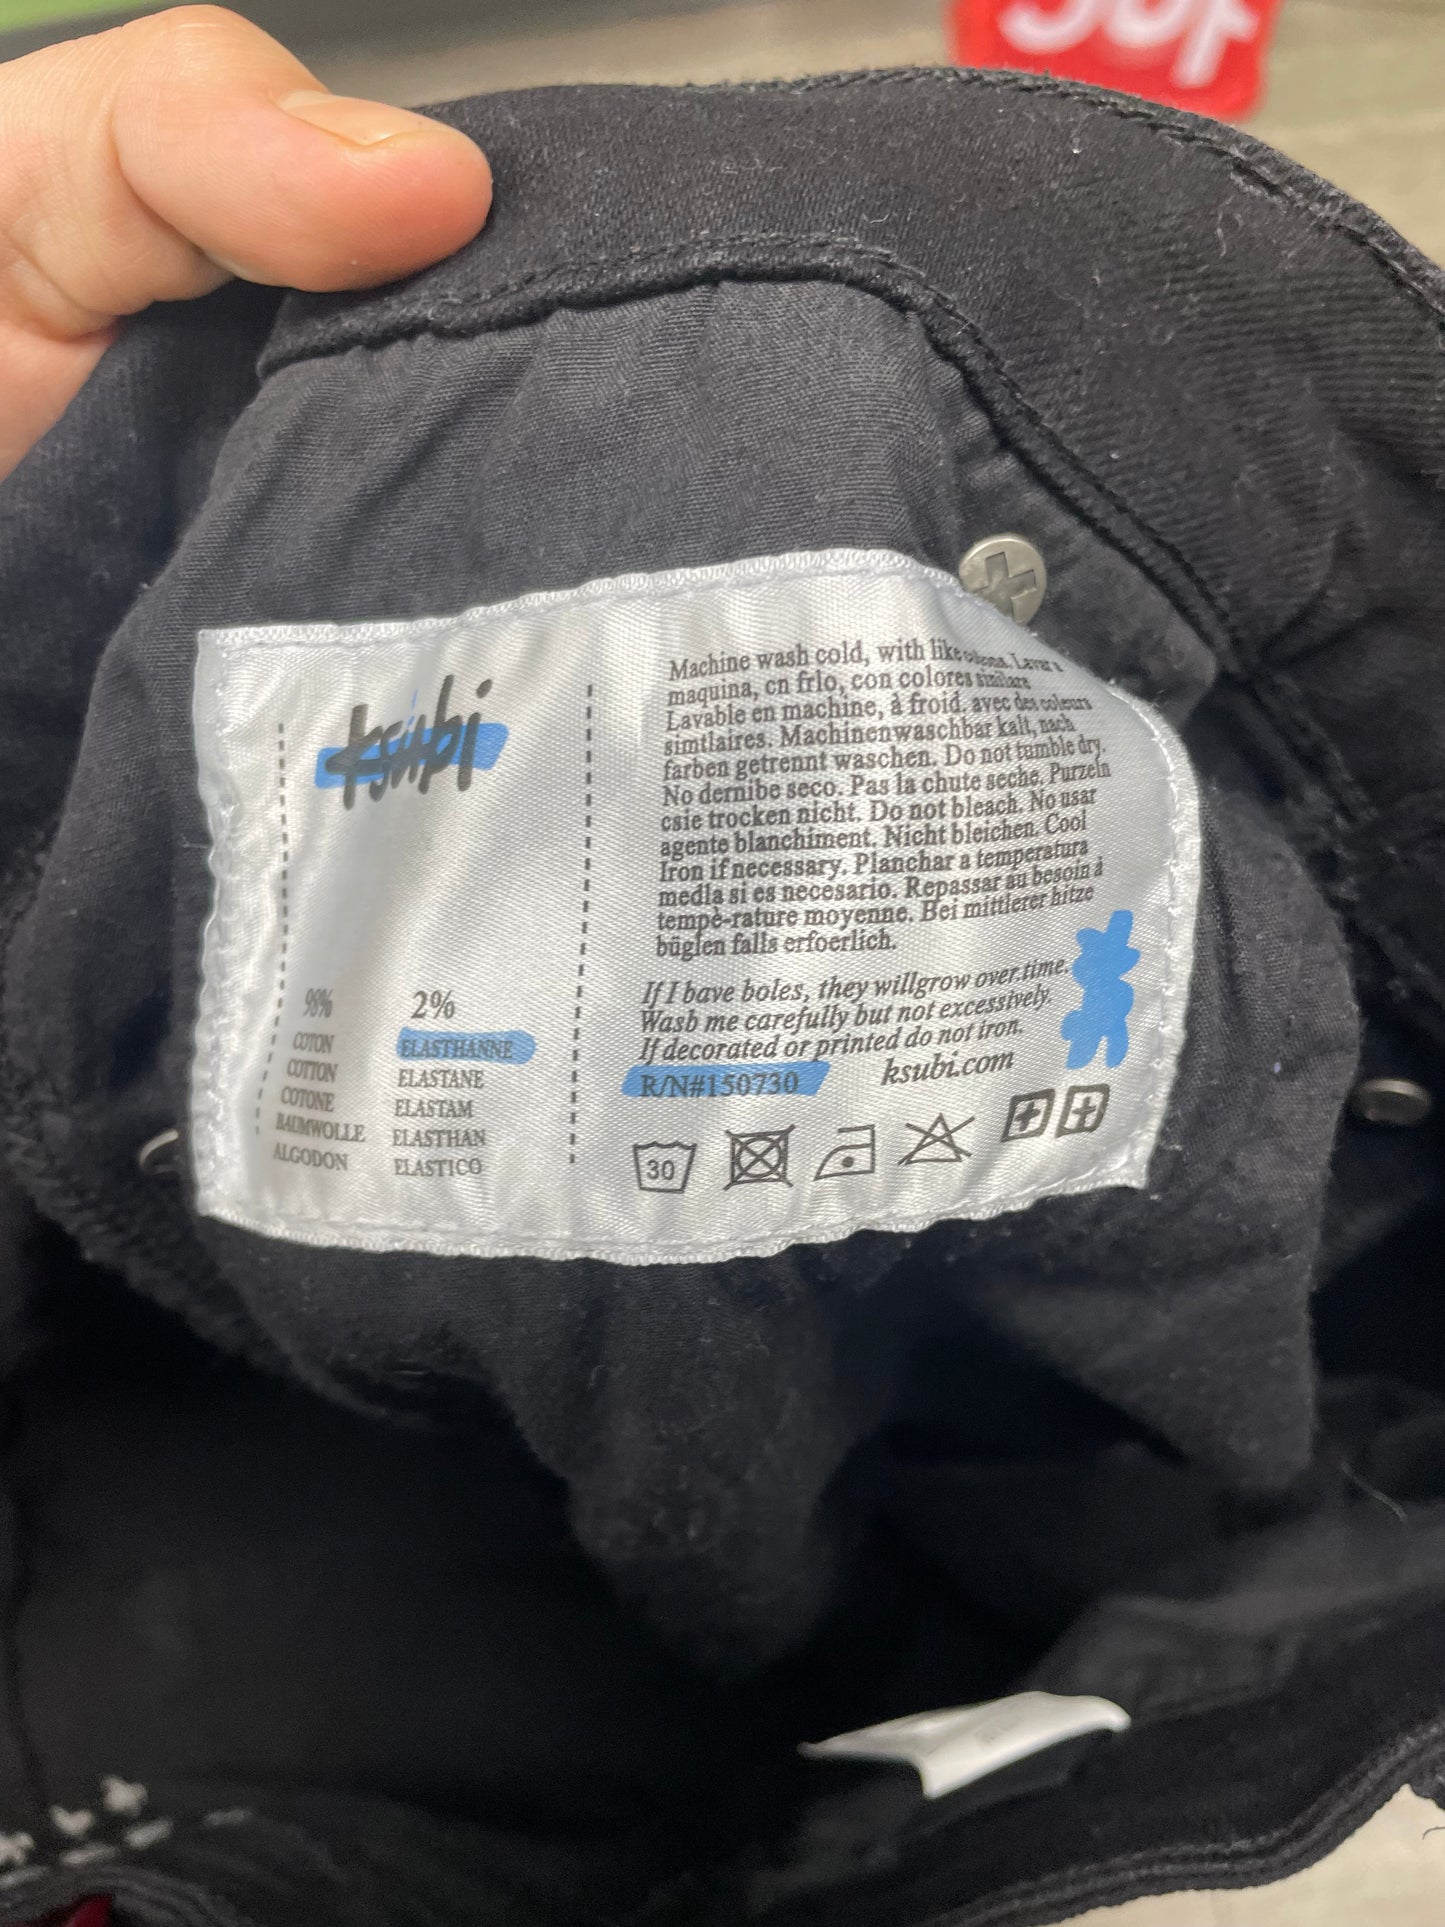 ksubi
98%
COTON
COTTON
COTONE
BAUMWOLLE
ALGODON
2%
ELASTHANNE
ELASTANE
ELASTAM
ELASTHAN
ELASTICO
Machine wash cold, with like colors. Lavar a
maquina, en frlo, con colores similare
Lavable en machine, à froid. avec des coleurs
simtlaires. Machinenwaschbar kalt, nach
farben getrennt waschen. Do not tumble dry.
No dernibe seco. Pas la chute seche. Purzeln
csie trocken nicht. Do not bleach. No usar
agente blanchiment. Nicht bleichen. Cool
Iron if necessary. Planchar a temperatura
medla si es necesario. Repassar au besoin à
tempè-rature moyenne. Bei mittlerer hitze
büglen falls erfoerlich.
If I bave boles, they willgrow over time.
Wasb me carefully but not excessively.
If decorated or printed do not iron.
R/N#150730
ksubi.com
30